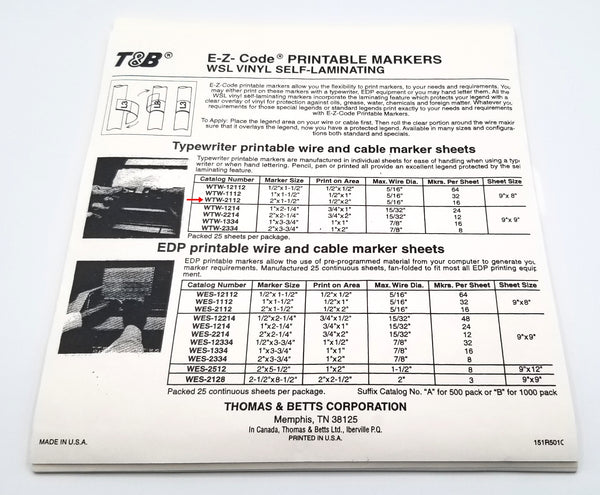 T&B® E-Z- Code® PRINTABLE MARKERS
WSL VINYL SELF-LAMINATING
E-Z-Code printable markers allow you the flexibility to print markers, to your needs and requirements. You
may either print on these markers with a typewriter, EDP equipment or you may hand letter them. All the
WSL vinyl self-laminating markers incorporate the laminating feature which protects your legend with a
clear overlay of vinyl for protection against oils, grease, water, chemicals and foreign matter. Whatever you
requirements for those special legends or standard legends print exactly to your needs and requirements
with E-Z-Code Printable Markers.
To Apply: Place the legend area on your wire or cable first. Then roll the clear portion around the wire makin
sure that it overlays the legend, now you have a protected legend. Available in many sizes and configura-
tions both standard and specials.
Typewriter printable wire and cable marker sheets
Typewriter printable markers are manufactured in individual sheets for ease of handling when using a typ
writer or when hand lettering. Pencil, pen or printed all provide an excellent legend protected by the se
laminating feature.
Catalog Number Marker Size Print on Area Max. Wire Dia. Mkrs. Per Sheet Sheet Size
WTW-12112 1/2"x1-1/2" 1/2"x1/2" 5/16" 64
WTW-1112 1"x1-1/2" 1/2"x1" 5/16" 32 9"x 8"
WTW-2112 2"x1-1/2" 1/2"x2" 5/16" 16
WTW-1214 1"x2-1/4" 3/4"x1" 15/32" 24
WTW-2214 2"x2-1/4" 3/4"x2" 15/32" 12 9"x 9"
WTW-1334 1"x3-3/4" 1"x1" 7/8" 16
WTW-2334 2"x3-3/4" 1"x2" 7/8" 8
Packed 25 sheets per package.
EDP printable wire and cable marker sheets
EDP printable markers allow the use of pre-programmed material from your computer to generate you
marker requirements. Manufactured 25 continuous sheets, fan-folded to fit most all EDP printing equip
ment.
Catalog Number Marker Size Print on Area Max. Wire Dia. Mkrs. Per Sheet Sheet Size
WES-12112 1/2"x 1-1/2" 1/2"x 1/2" 5/16" 64
WES-1112 1"x1-1/2" 1/2"x1" 5/16" 32 9"x8"
WES-2112 2"x1-1/2" 1/2"x2" 5/16" 16
WES-12214 1/2"x2-1/4" 3/4"x1/2" 15/32" 48
WES-1214 1"x2-1/4" 3/4"x1" 15/32" 24
WES-2214 2"x2-1/4" 3/4"x2" 15/32" 12 9"x9"
WES-12334 1/2"x3-3/4" 1"x1/2" 7/8" 32
WES-1334 1"x3-3/4" 1"x1" 7/8" 16
WES-2334 2"x3-3/4" 1"x2" 7/8" 8
WES-2512 2"x5-1/2" 1"x2" 1-1/2" 8 9"x12"
WES-2128 2-1/2"x8-1/2" 2"x2-1/2" 2" 3 9"x9"
Packed 25 continuous sheets per package. Suffix Catalog No. "A" for 500 pack or "B" for 1000 pack
THOMAS & BETTS CORPORATION
Memphis, TN 38125
In Canada, Thomas & Betts Ltd., Iberville P.Q.
MADE IN U.S.A. PRINTED IN U.S.A. 151R501C